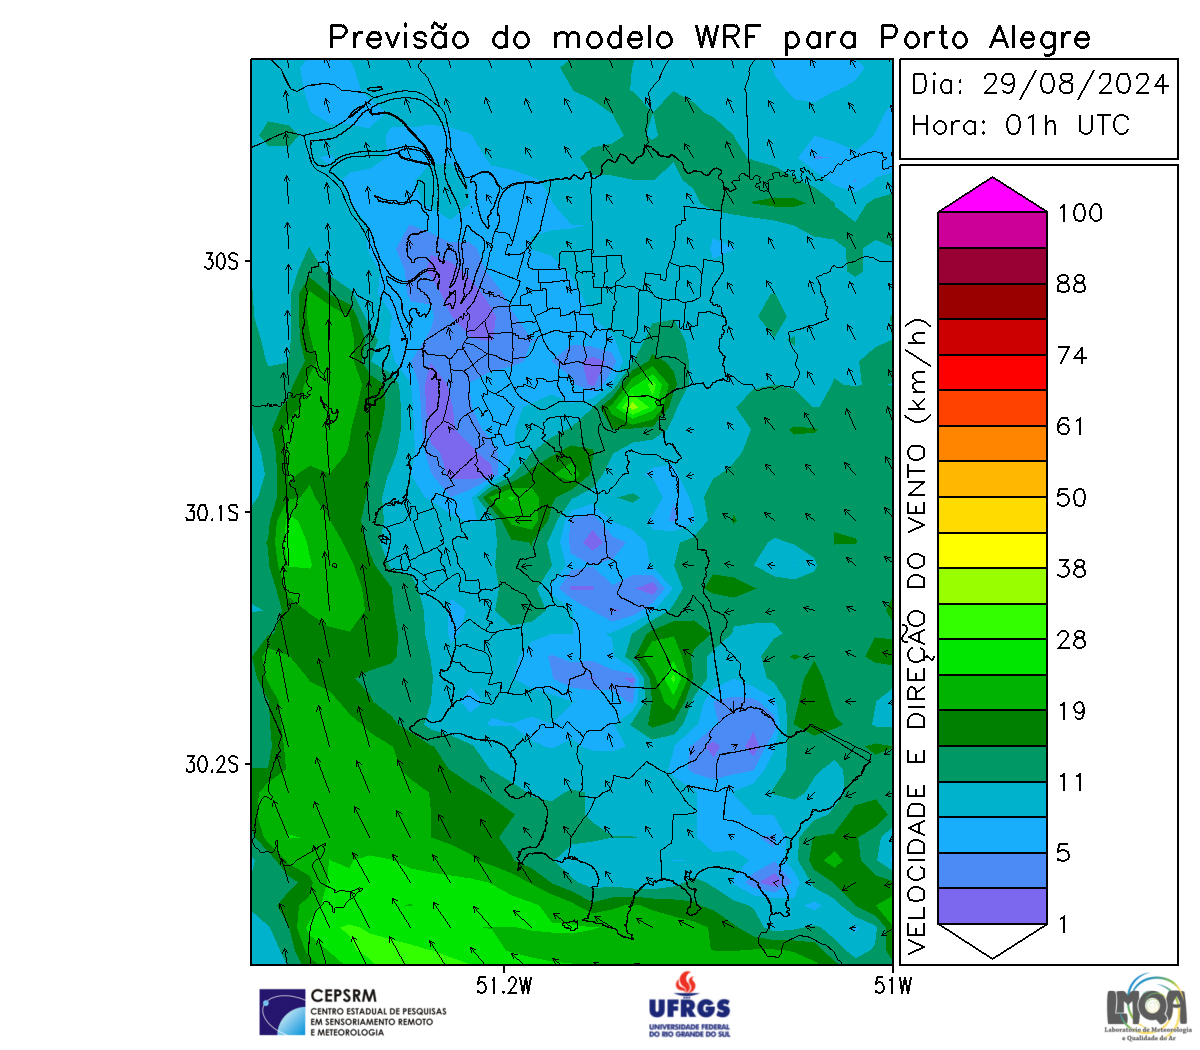 Previsão do modelo WRF para Porto Alegre
Dia: 29/08/2024
Hora: 01h UTC
30S
30.1S
30.2S
51.2W
51W
VELOCIDADE E DIREÇÃO DO VENTO (km/h)
100
88
74
61
50
38
28
19
11
5
1
CEPSRM
CENTRO ESTADUAL DE PESQUISAS
EM SENSORIAMENTO REMOTO
E METEOROLOGIA
UFRGS
UNIVERSIDADE FEDERAL
DO RIO GRANDE DO SUL
LMQA
Laboratório de Meteorologia
e Qualidade do Ar